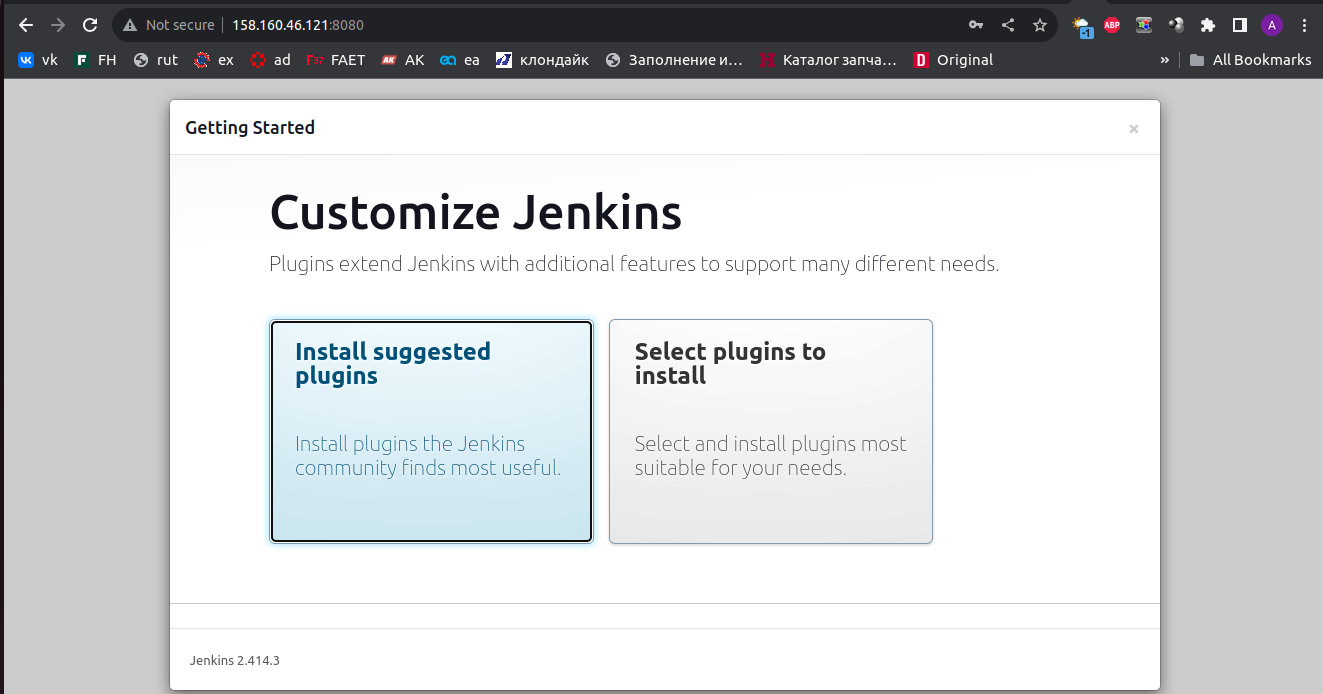 Not secure 158.160.46.121:8080
ABP
-1
A
vk FH rut ex ad FAET AK ea клондайк Заполнение и... Каталог запча... Original » All Bookmarks
Getting Started ×
Customize Jenkins
Plugins extend Jenkins with additional features to support many different needs.
Install suggested
plugins
Install plugins the Jenkins
community finds most useful.
Select plugins to
install
Select and install plugins most
suitable for your needs.
Jenkins 2.414.3